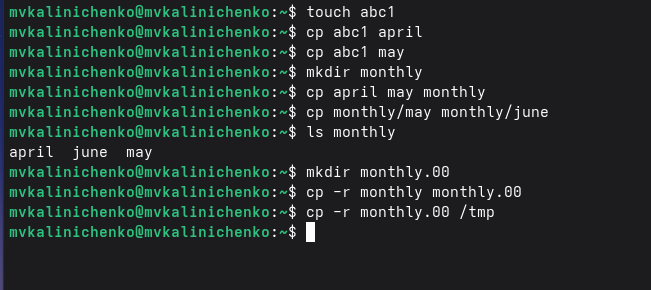 mvkalinichenko@mvkalinichenko:~$ touch abc1
mvkalinichenko@mvkalinichenko:~$ cp abc1 april
mvkalinichenko@mvkalinichenko:~$ cp abc1 may
mvkalinichenko@mvkalinichenko:~$ mkdir monthly
mvkalinichenko@mvkalinichenko:~$ cp april may monthly
mvkalinichenko@mvkalinichenko:~$ cp monthly/may monthly/june
mvkalinichenko@mvkalinichenko:~$ ls monthly
april  june  may
mvkalinichenko@mvkalinichenko:~$ mkdir monthly.00
mvkalinichenko@mvkalinichenko:~$ cp -r monthly monthly.00
mvkalinichenko@mvkalinichenko:~$ cp -r monthly.00 /tmp
mvkalinichenko@mvkalinichenko:~$